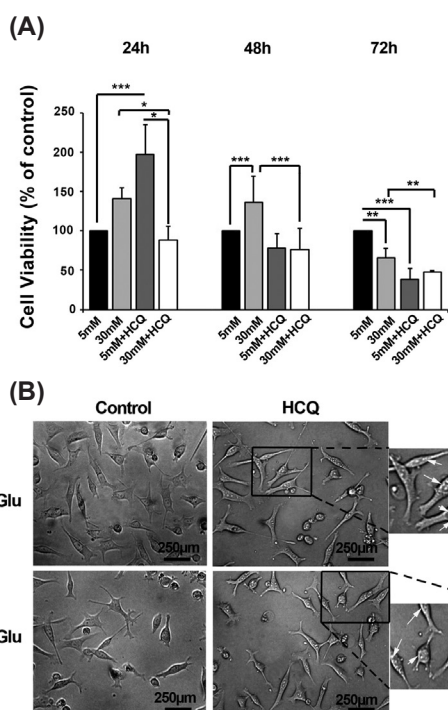 (A)
24h 48h 72h
*** * * *** *** ** *** **
Cell Viability (% of control)
250
200
150
100
50
0
5mM 30mM 5mM+HCQ 30mM+HCQ 5mM 30mM 5mM+HCQ 30mM+HCQ 5mM 30mM 5mM+HCQ 30mM+HCQ
(B)
Control HCQ
Glu
250µm 250µm
Glu
250µm 250µm